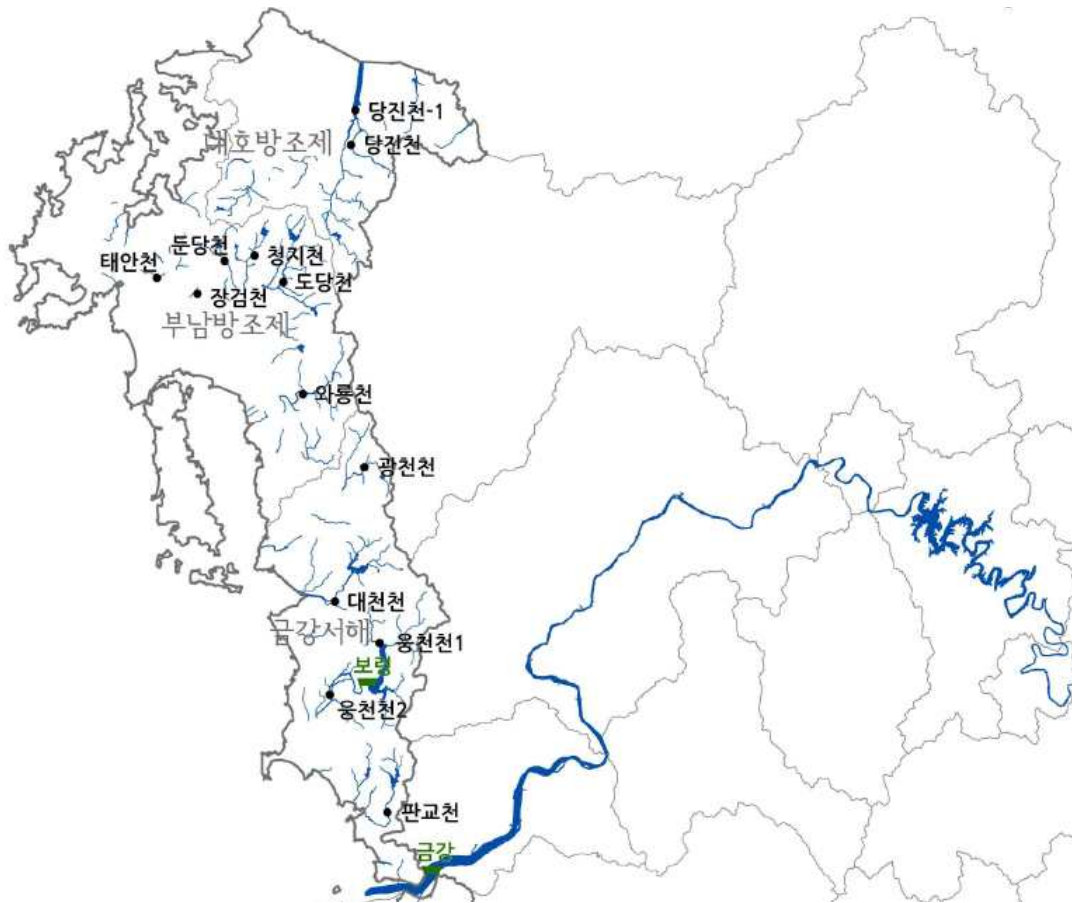 당진천-1
대호방조제
당진천
둔당천
청지천
태안천
도당천
장검천
부남방조제
와룡천
광천천
대천천
금강서해
웅천천1
보령
웅천천2
판교천
금강